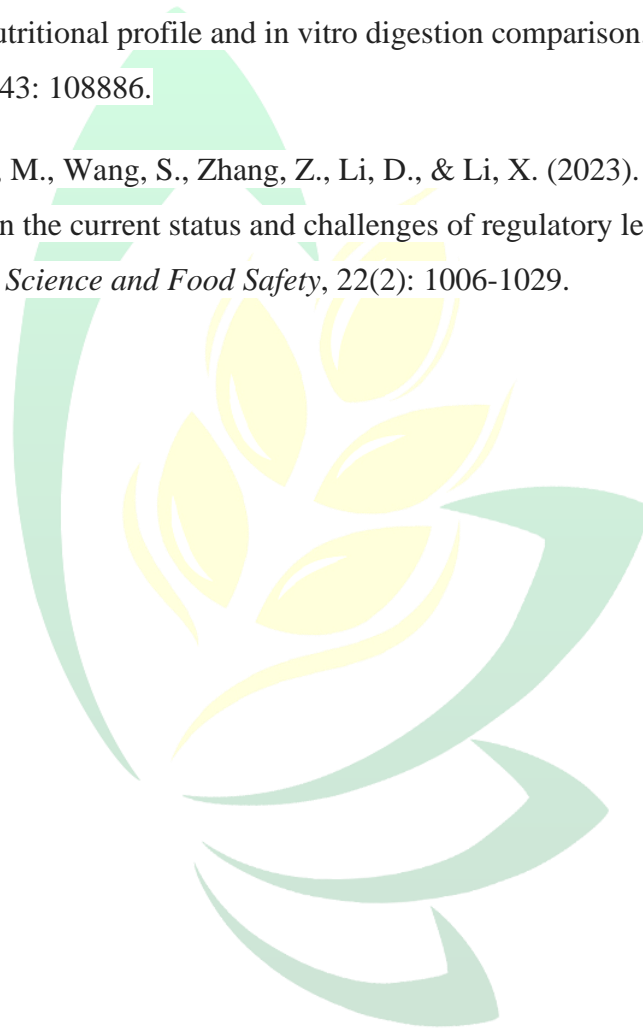 utritional profile and in vitro digestion comparison.
43: 108886.
, M., Wang, S., Zhang, Z., Li, D., & Li, X. (2023).
n the current status and challenges of regulatory le
Science and Food Safety, 22(2): 1006-1029.